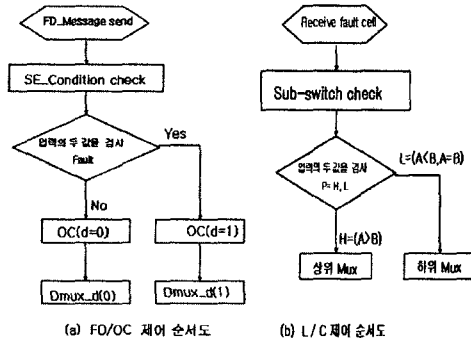 FD_Message send
SE_Condition check
입력의 두 값을 검사
Fault
Yes
No
OC(d=0)
OC(d=1)
Dmux_d(0)
Dmux_d(1)
(a) FD/OC 제어 순서도
Receive fault cell
Sub-switch check
입력의 두 값을 검사
P= H, L
L=(A<B,A=B)
H=(A>B)
상위 Mux
하위 Mux
(b) L/C 제어 순서도